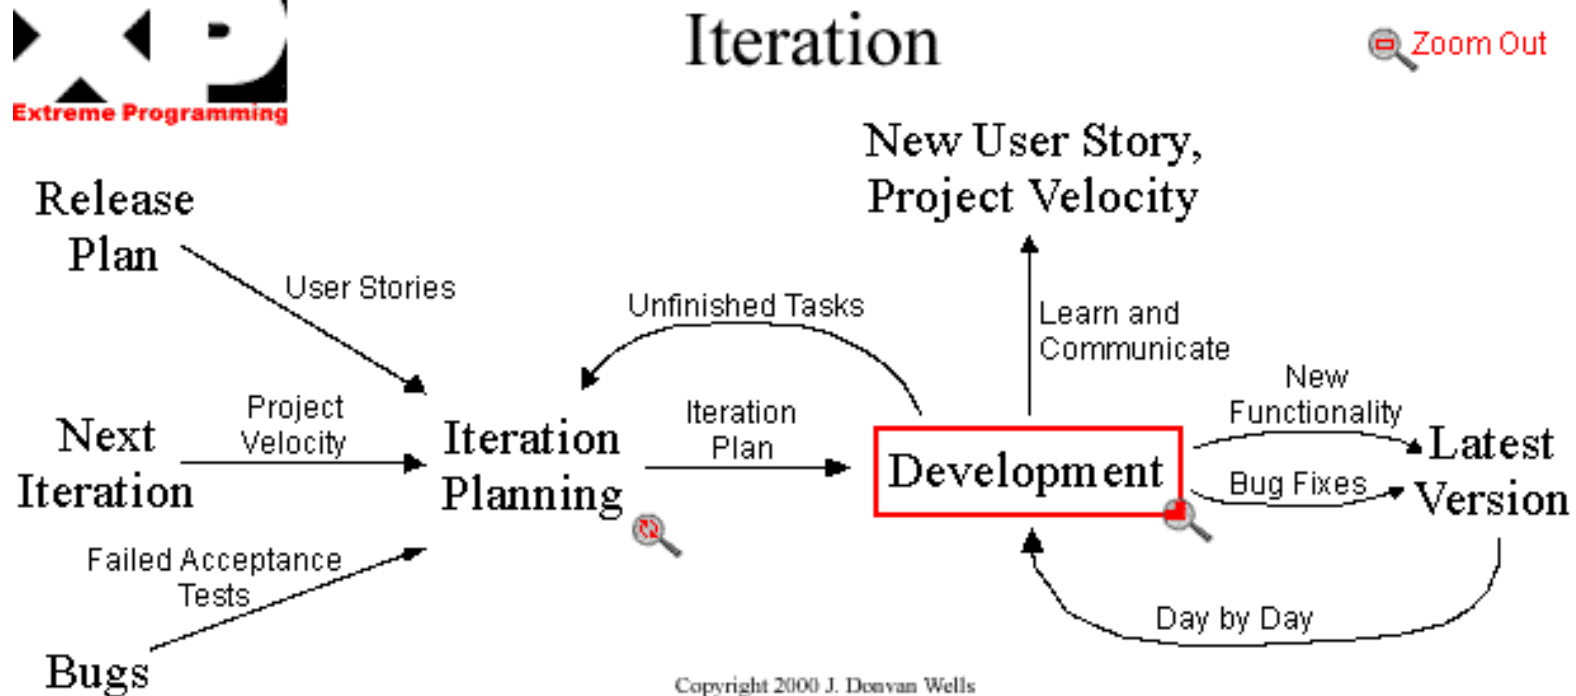 Iteration
Zoom Out
XP
Extreme Programming
New User Story,
Project Velocity
Release
Plan
User Stories
Unfinished Tasks
Learn and
Communicate
New
Functionality
Project
Velocity
Iteration
Plan
Next
Iteration
Iteration
Planning
Development
Bug Fixes
Latest
Version
Failed Acceptance
Tests
Day by Day
Bugs
Copyright 2000 J. Donvan Wells